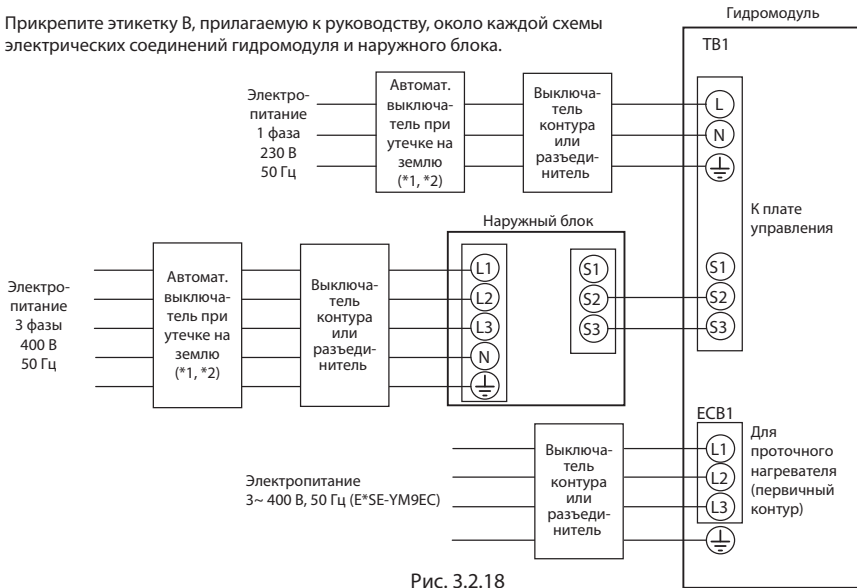 Прикрепите этикетку B, прилагаемую к руководству, около каждой схемы
электрических соединений гидромодуля и наружного блока.
Гидромодуль
TB1
Электро-
питание
1 фаза
230 В
50 Гц
Автомат.
выключа-
тель при
утечке на
землю
(*1, *2)
Выключа-
тель
контура
или
разъеди-
нитель
L
N
К плате
управления
S1
S2
S3
Наружный блок
Электро-
питание
3 фазы
400 В
50 Гц
Автомат.
выключа-
тель при
утечке на
землю
(*1, *2)
Выключа-
тель
контура
или
разъеди-
нитель
L1
L2
L3
N
S1
S2
S3
Электропитание
3~ 400 В, 50 Гц (E*SE-YM9EC)
Выключа-
тель
контура
или
разъеди-
нитель
ECB1
L1
L2
L3
Для
проточного
нагревателя
(первичный
контур)
Рис. 3.2.18